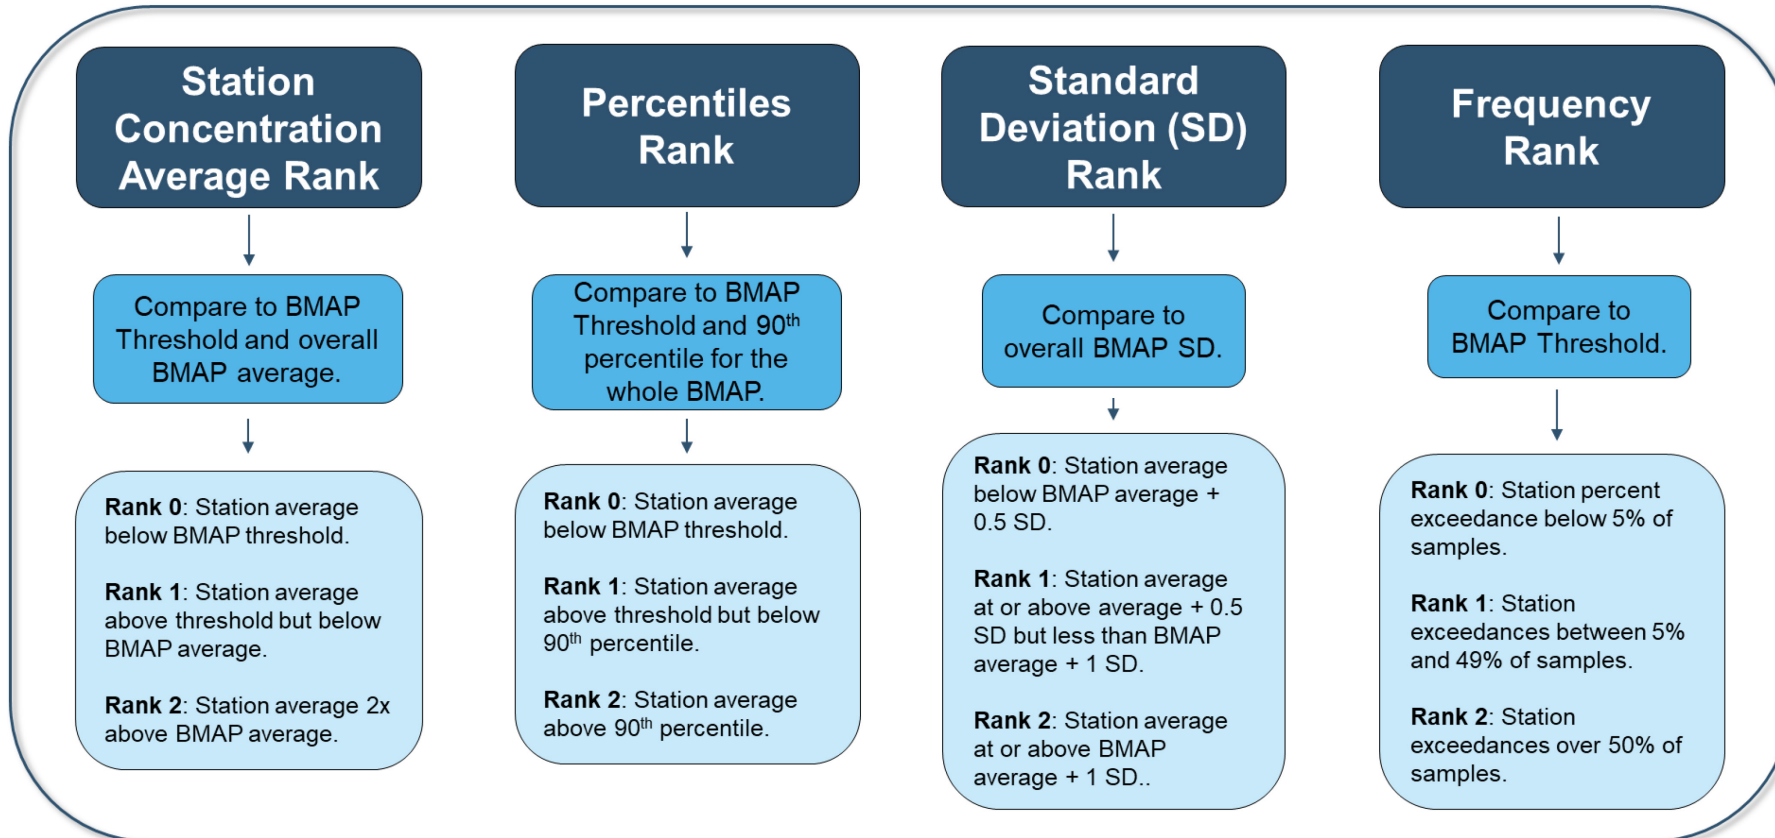 Station
Concentration
Average Rank
Compare to BMAP
Threshold and overall
BMAP average.
Rank 0: Station average
below BMAP threshold.
Rank 1: Station average
above threshold but below
BMAP average.
Rank 2: Station average 2x
above BMAP average.
Percentiles
Rank
Compare to BMAP
Threshold and 90th
percentile for the
whole BMAP.
Rank 0: Station average
below BMAP threshold.
Rank 1: Station average
above threshold but below
90th percentile.
Rank 2: Station average
above 90th percentile.
Standard
Deviation (SD)
Rank
Compare to
overall BMAP SD.
Rank 0: Station average
below BMAP average +
0.5 SD.
Rank 1: Station average
at or above average + 0.5
SD but less than BMAP
average + 1 SD.
Rank 2: Station average
at or above BMAP
average + 1 SD..
Frequency
Rank
Compare to
BMAP Threshold.
Rank 0: Station percent
exceedance below 5% of
samples.
Rank 1: Station
exceedances between 5%
and 49% of samples.
Rank 2: Station
exceedances over 50% of
samples.